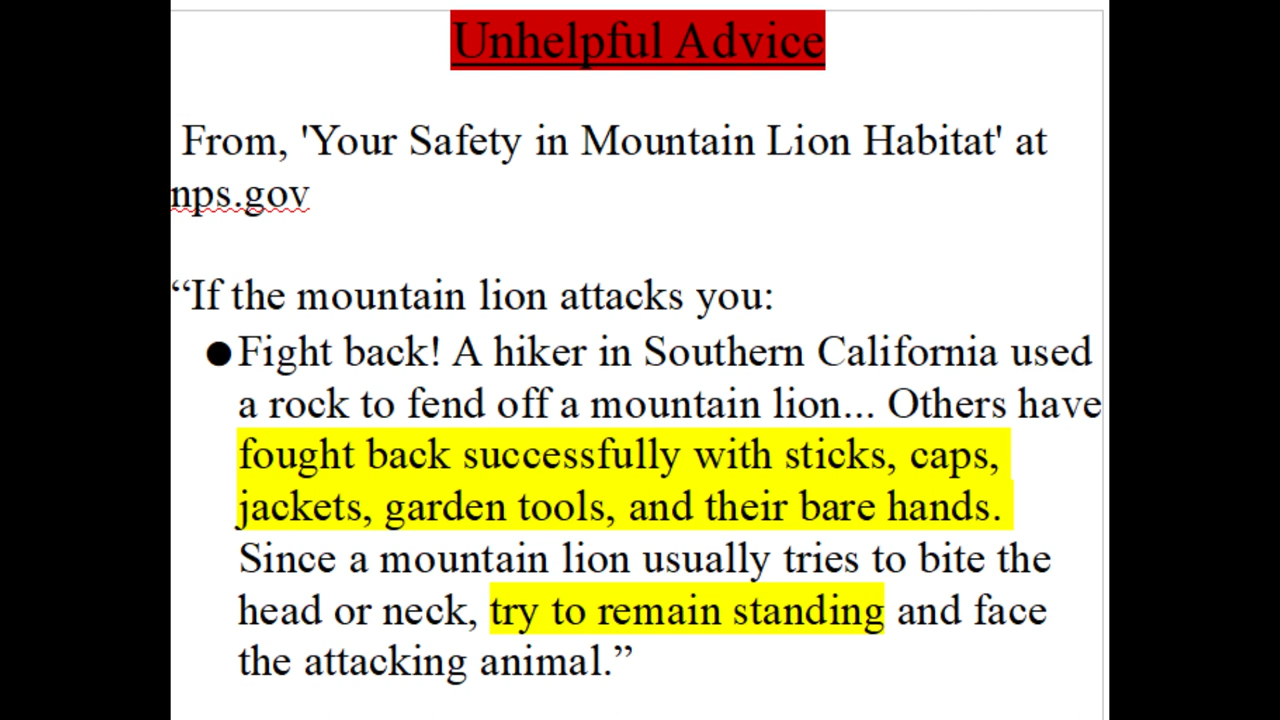 Unhelpful Advice
From, 'Your Safety in Mountain Lion Habitat' at
nps.gov
“If the mountain lion attacks you:
●Fight back! A hiker in Southern California used
a rock to fend off a mountain lion... Others have
fought back successfully with sticks, caps,
jackets, garden tools, and their bare hands.
Since a mountain lion usually tries to bite the
head or neck, try to remain standing and face
the attacking animal.”